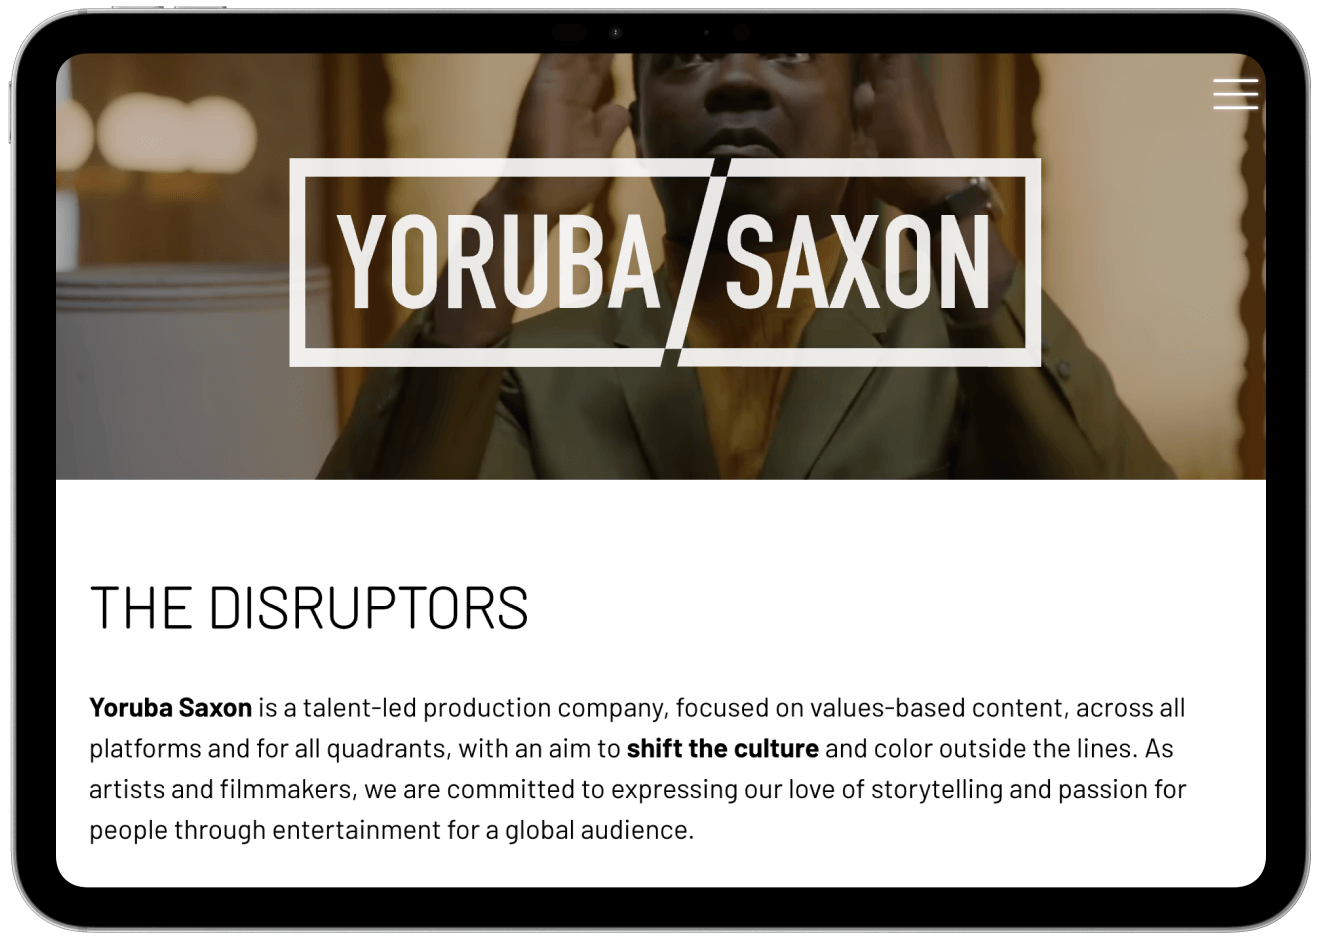 YORUBA/SAXON
THE DISRUPTORS
Yoruba Saxon is a talent-led production company, focused on values-based content, across all
platforms and for all quadrants, with an aim to shift the culture and color outside the lines. As
artists and filmmakers, we are committed to expressing our love of storytelling and passion for
people through entertainment for a global audience.